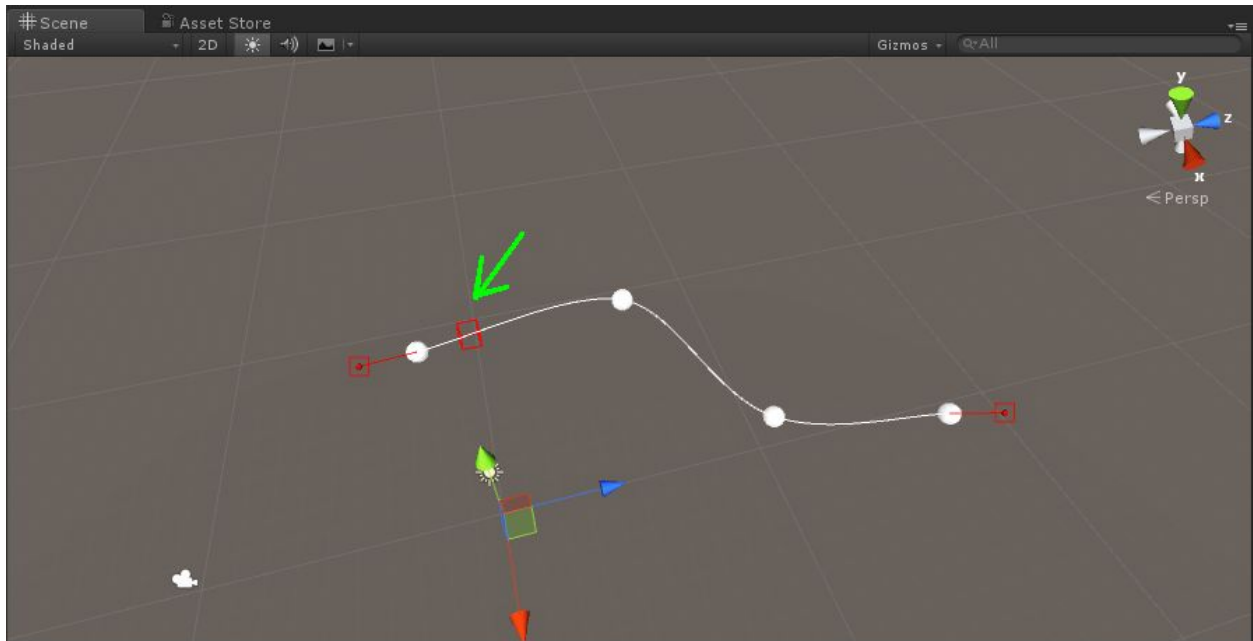 Scene
Asset Store
Shaded
2D
Gizmos
All
y
z
x
Persp